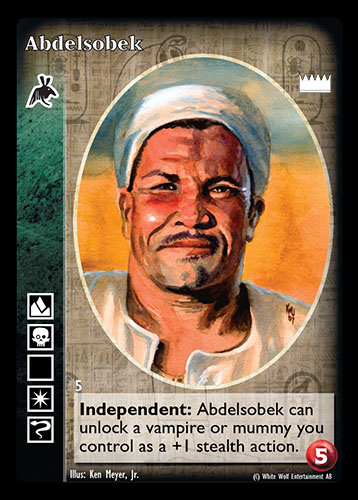 Abdelsobek
5
Independent: Abdelsobek can
unlock a vampire or mummy you
control as a +1 stealth action.
5
Illus: Ken Meyer, Jr.
(C) White Wolf Entertainment AB